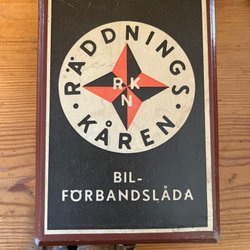 · RÄDDNINGS ·
KÅREN
R K
N
BIL-
FÖRBANDSLÅDA